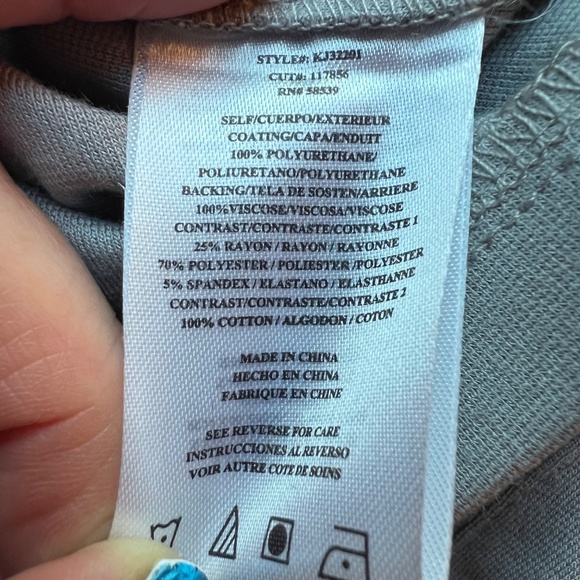 STYLE#: KJ32201
CUT#: 117856
RN# 58539
SELF/CUERPO/EXTERIEUR
COATING/CAPA/ENDUIT
100% POLYURETHANE/
POLIURETANO/POLYURETHANE
BACKING/TELA DE SOSTEN/ARRIERE
100%VISCOSE/VISCOSA/VISCOSE
CONTRAST/CONTRASTE/CONTRASTE 1
25% RAYON / RAYON / RAYONNE
70% POLYESTER / POLIESTER /POLYESTER
5% SPANDEX / ELASTANO / ELASTHANNE
CONTRAST/CONTRASTE/CONTRASTE 2
100% COTTON / ALGODON / COTON
MADE IN CHINA
HECHO EN CHINA
FABRIQUE EN CHINE
SEE REVERSE FOR CARE
INSTRUCCIONES AL REVERSO
VOIR AUTRE COTE DE SOINS